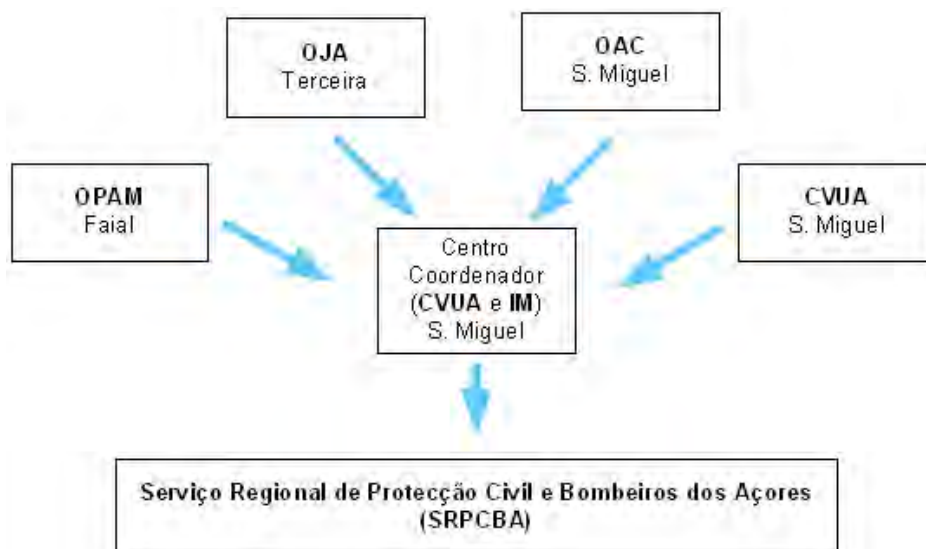 OJA
Terceira
OAC
S. Miguel
OPAM
Faial
CVUA
S. Miguel
Centro
Coordenador
(CVUA e IM)
S. Miguel
Serviço Regional de Protecção Civil e Bombeiros dos Açores
(SRPCBA)